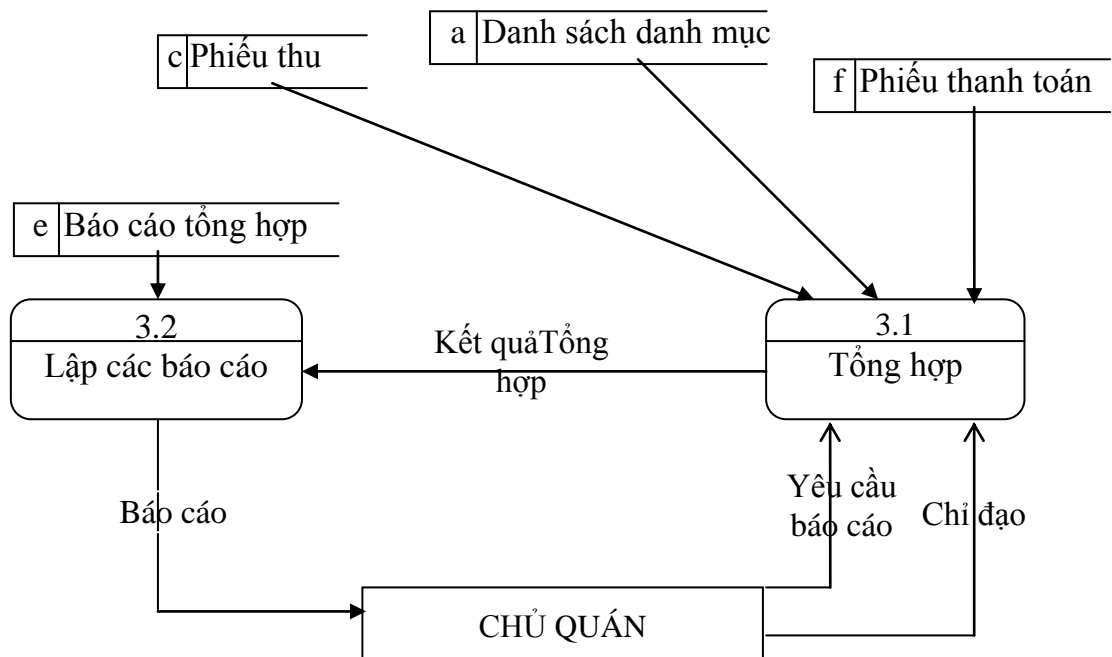 a Danh sách danh mục
c Phiếu thu
f Phiếu thanh toán
e Báo cáo tổng hợp
3.2
Lập các báo cáo
Kết quảTổng
hợp
3.1
Tổng hợp
Báo cáo
Yêu cầu
báo cáo
Chỉ đạo
CHỦ QUÁN